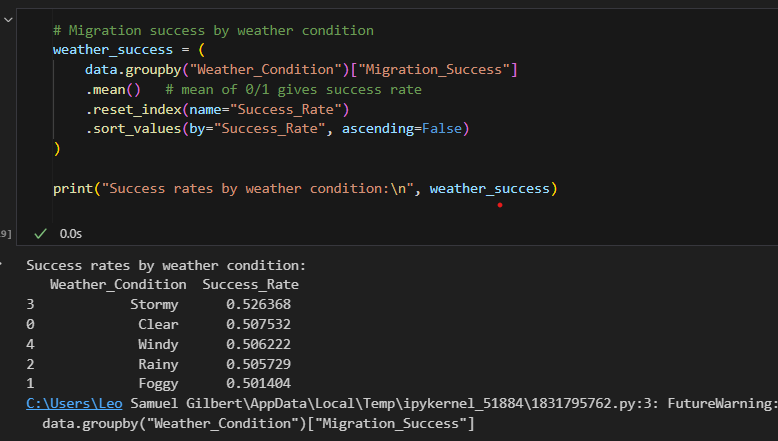 # Migration success by weather condition
weather_success = (
    data.groupby("Weather_Condition")["Migration_Success"]
    .mean()   # mean of 0/1 gives success rate
    .reset_index(name="Success_Rate")
    .sort_values(by="Success_Rate", ascending=False)
)
print("Success rates by weather condition:\n", weather_success)
9]
0.0s
Success rates by weather condition:
   Weather_Condition  Success_Rate
3            Stormy      0.526368
0             Clear      0.507532
4             Windy      0.506222
2             Rainy      0.505729
1             Foggy      0.501404
C:\Users\Leo Samuel Gilbert\AppData\Local\Temp\ipykernel_51884\1831795762.py:3: FutureWarning:
  data.groupby("Weather_Condition")["Migration_Success"]